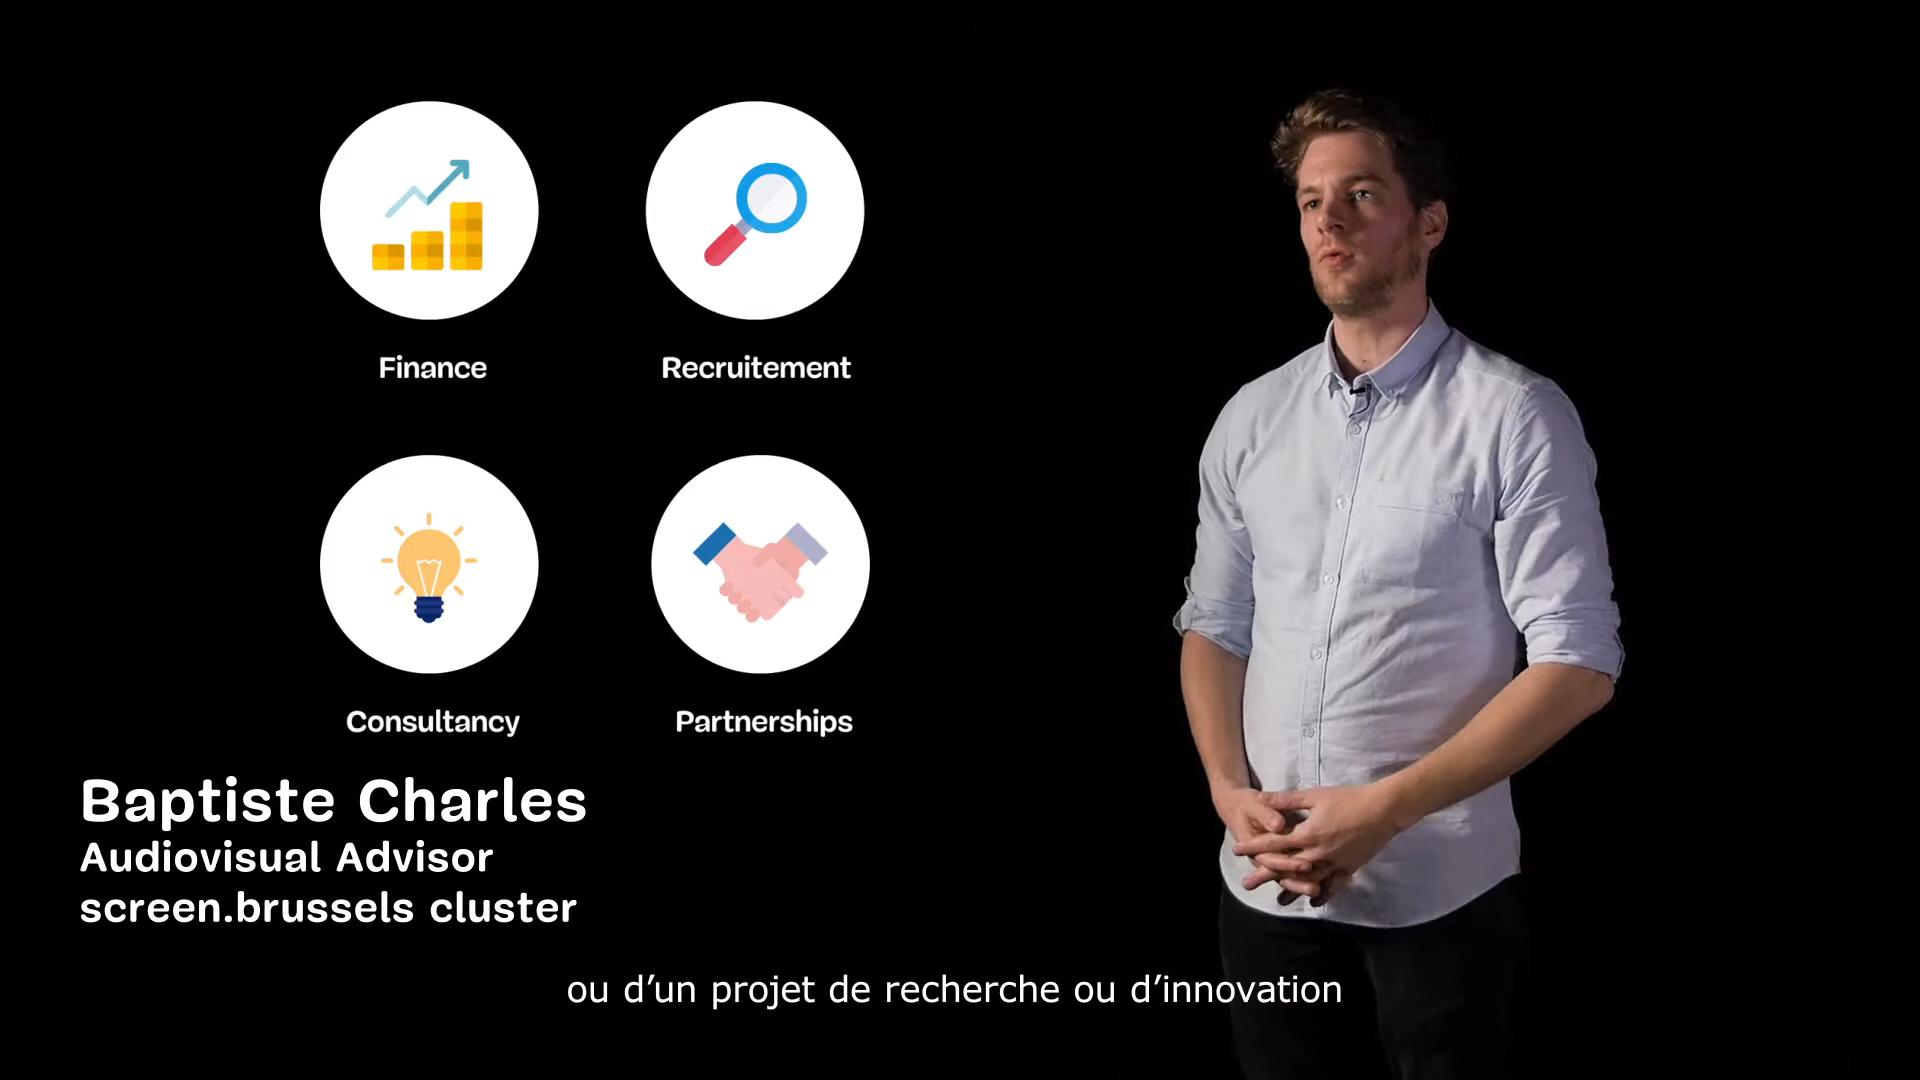 Finance
Recruitement
Consultancy
Partnerships
Baptiste Charles
Audiovisual Advisor
screen.brussels cluster
ou d’un projet de recherche ou d’innovation